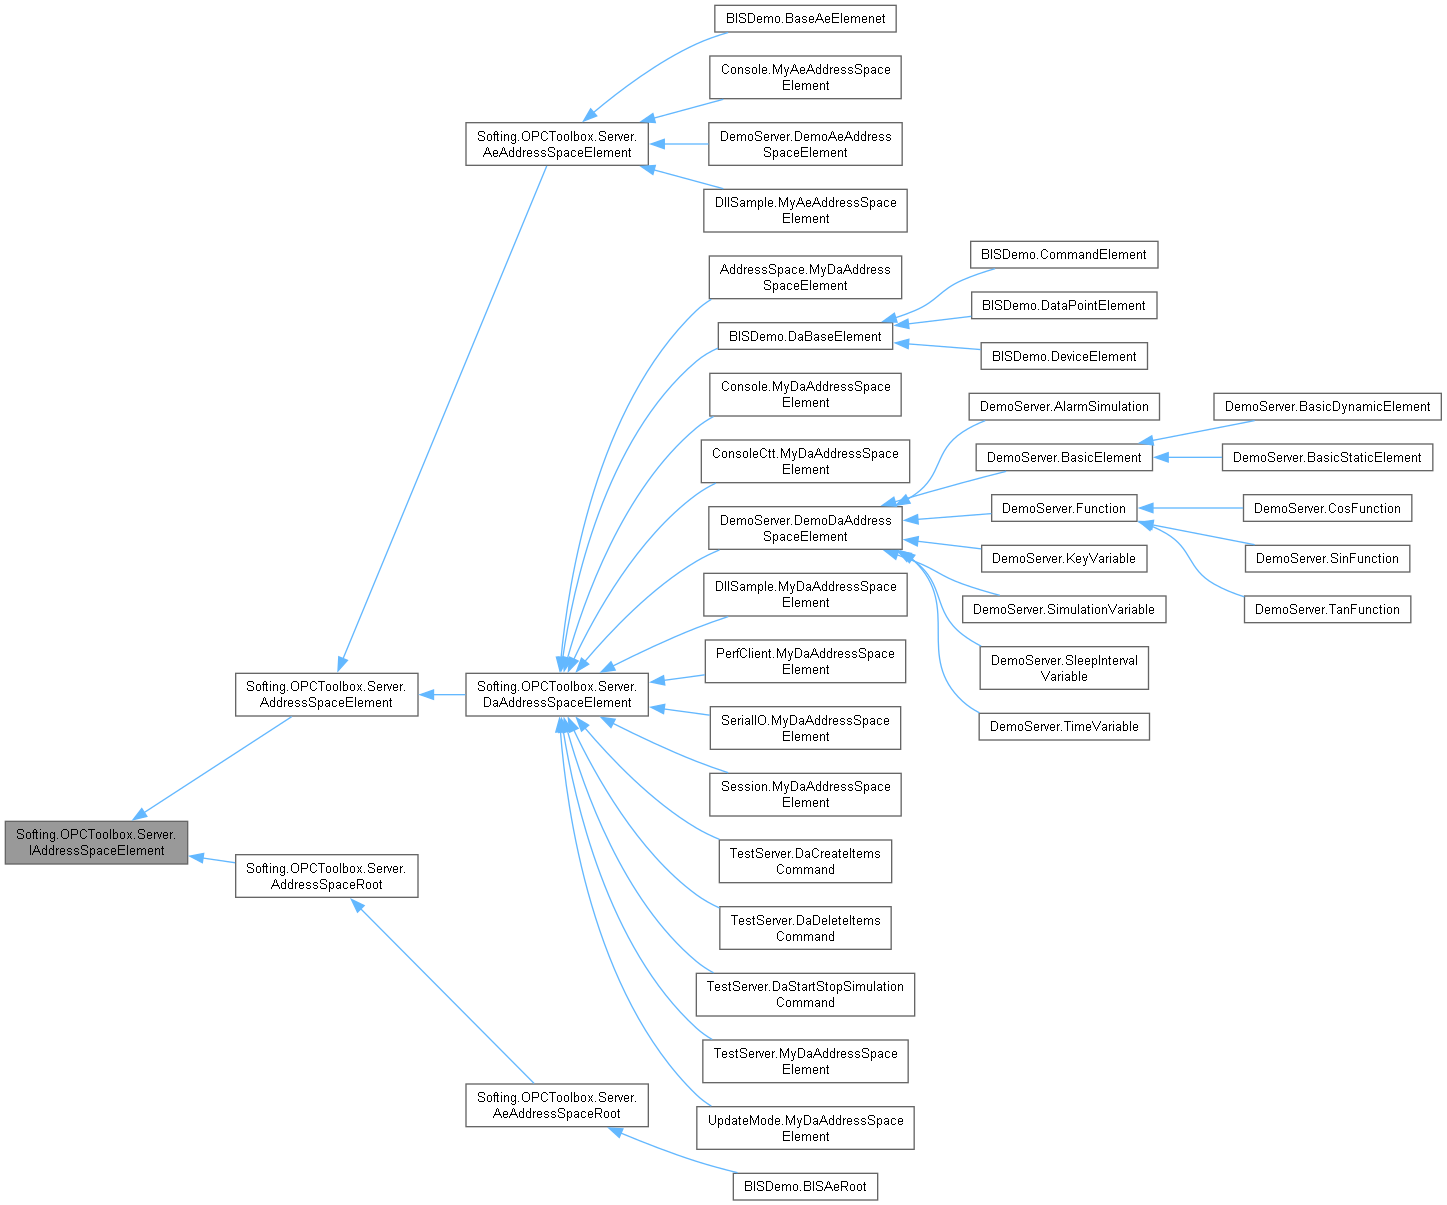 BISDemo.BaseAeElemenet
Console.MyAeAddressSpace
Element
Softing.OPCToolbox.Server.
AeAddressSpaceElement
DemoServer.DemoAeAddress
SpaceElement
DllSample.MyAeAddressSpace
Element
AddressSpace.MyDaAddress
SpaceElement
BISDemo.DaBaseElement
BISDemo.CommandElement
BISDemo.DataPointElement
BISDemo.DeviceElement
Console.MyDaAddressSpace
Element
ConsoleCtt.MyDaAddressSpace
Element
DemoServer.DemoDaAddress
SpaceElement
DemoServer.AlarmSimulation
DemoServer.BasicElement
DemoServer.BasicDynamicElement
DemoServer.BasicStaticElement
DemoServer.Function
DemoServer.CosFunction
DemoServer.SinFunction
DemoServer.TanFunction
DemoServer.KeyVariable
DemoServer.SimulationVariable
DemoServer.SleepInterval
Variable
DemoServer.TimeVariable
DllSample.MyDaAddressSpace
Element
PerfClient.MyDaAddressSpace
Element
Softing.OPCToolbox.Server.
AddressSpaceElement
Softing.OPCToolbox.Server.
DaAddressSpaceElement
SerialIO.MyDaAddressSpace
Element
Session.MyDaAddressSpace
Element
Softing.OPCToolbox.Server.
IAddressSpaceElement
Softing.OPCToolbox.Server.
AddressSpaceRoot
TestServer.DaCreateItems
Command
TestServer.DaDeleteItems
Command
TestServer.DaStartStopSimulation
Command
TestServer.MyDaAddressSpace
Element
Softing.OPCToolbox.Server.
AeAddressSpaceRoot
UpdateMode.MyDaAddressSpace
Element
BISDemo.BISAeRoot